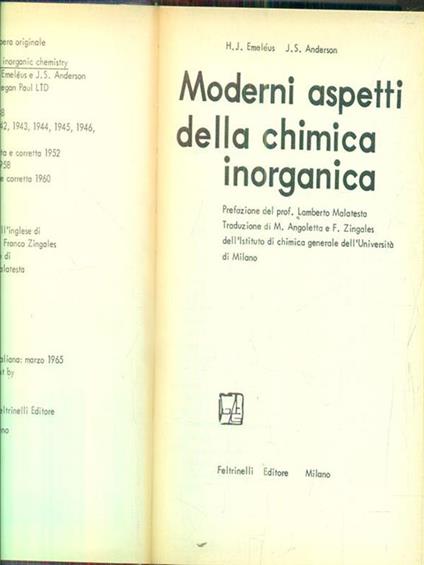 pera originale
inorganic chemistry
Emeléus e J.S. Anderson
egan Paul LTD
8
42, 1943, 1944, 1945, 1946,
ta e corretta 1952
958
e corretta 1960
ll'inglese di
Franco Zingales
di
alatesta
aliana: marzo 1965
t by
eltrinelli Editore
no
H.J. Emeléus J.S. Anderson
Moderni aspetti
della chimica
inorganica
Prefazione del prof. Lamberto Malatesta
Traduzione di M. Angoletta e F. Zingales
dell'Istituto di chimica generale dell'Università
di Milano
Feltrinelli Editore Milano